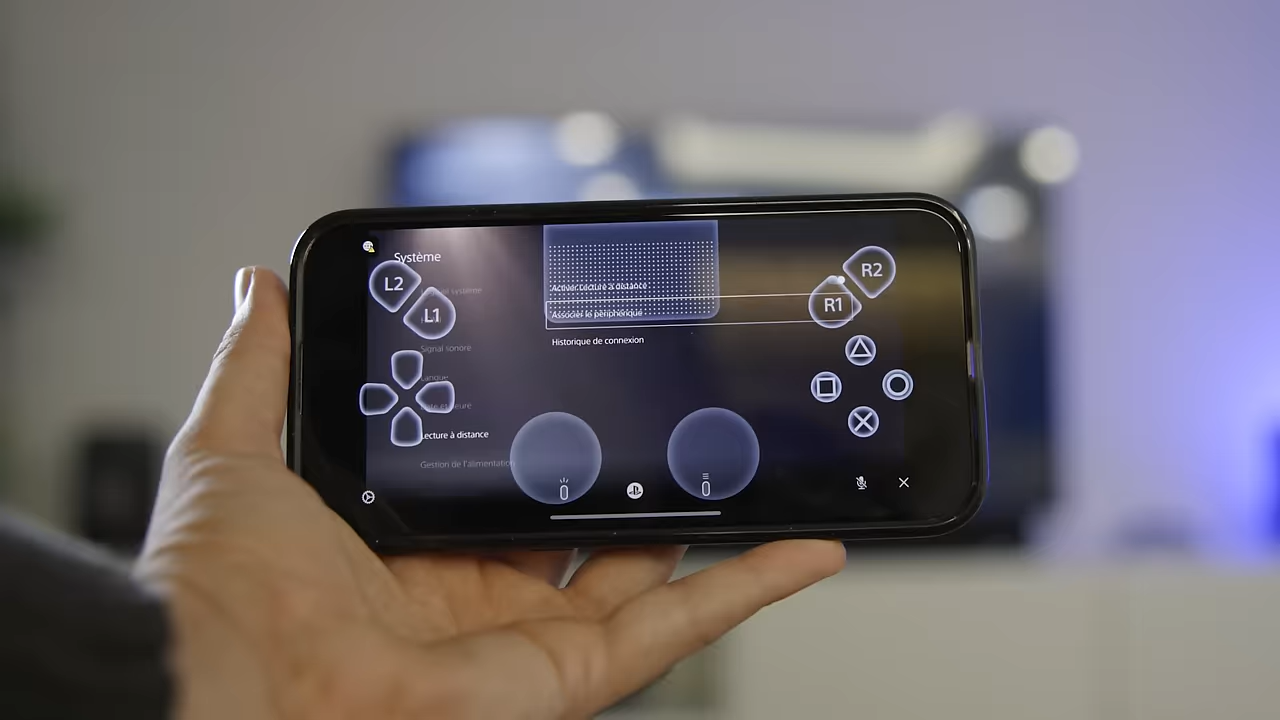 Système
L2
R2
L1
R1
Activer Lecture à distance
Associer le périphérique
Historique de connexion
Signal sonore
Langue
Lecture à distance
Gestion de l'alimentation